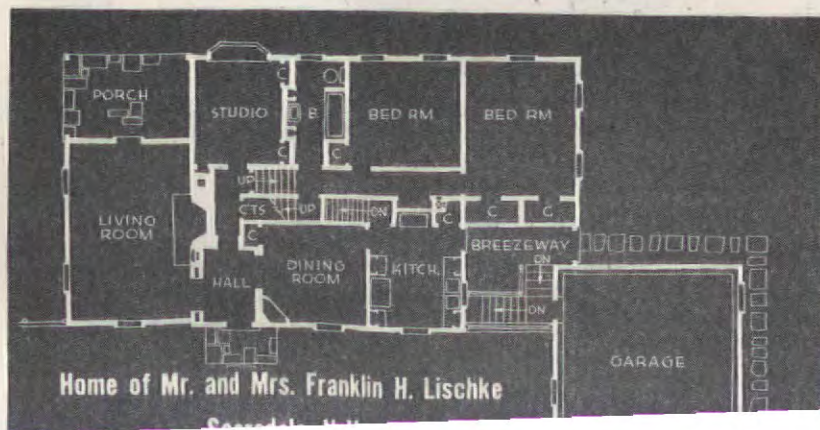 PORCH
STUDIO
C
B
BED RM
BED RM
C
C
UP
CTS
UP
DN
C
C
C
LIVING
ROOM
C
HALL
DINING
ROOM
KITCH.
BREEZEWAY
DN
DN
GARAGE
Home of Mr. and Mrs. Franklin H. Lischke